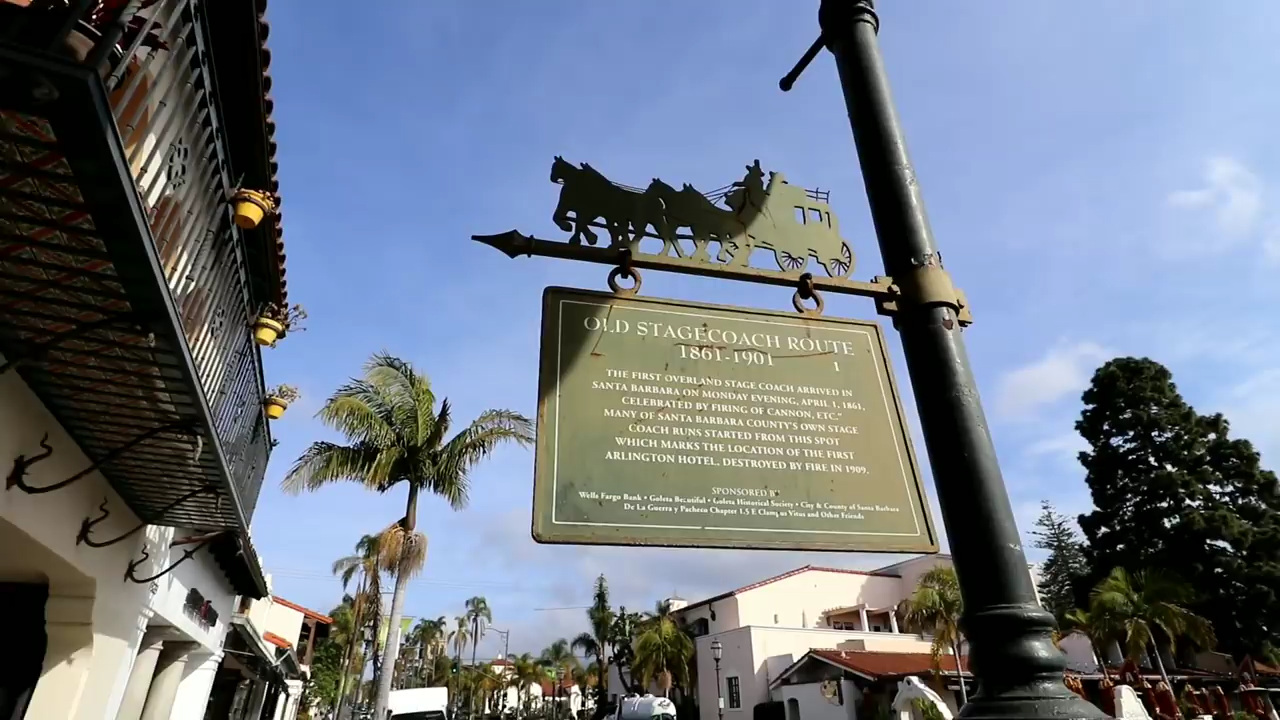 OLD STAGECOACH ROUTE
1861-1901
1
THE FIRST OVERLAND STAGE COACH ARRIVED IN
SANTA BARBARA ON MONDAY EVENING, APRIL 1, 1861,
CELEBRATED BY FIRING OF CANNON, ETC."
MANY OF SANTA BARBARA COUNTY'S OWN STAGE
COACH RUNS STARTED FROM THIS SPOT
WHICH MARKS THE LOCATION OF THE FIRST
ARLINGTON HOTEL, DESTROYED BY FIRE IN 1909.
SPONSORED BY
Wells Fargo Bank • Goleta Beautiful • Goleta Historical Society • City & County of Santa Barbara
De La Guerra y Pacheco Chapter 1.5 E Clampus Vitus and Other Friends